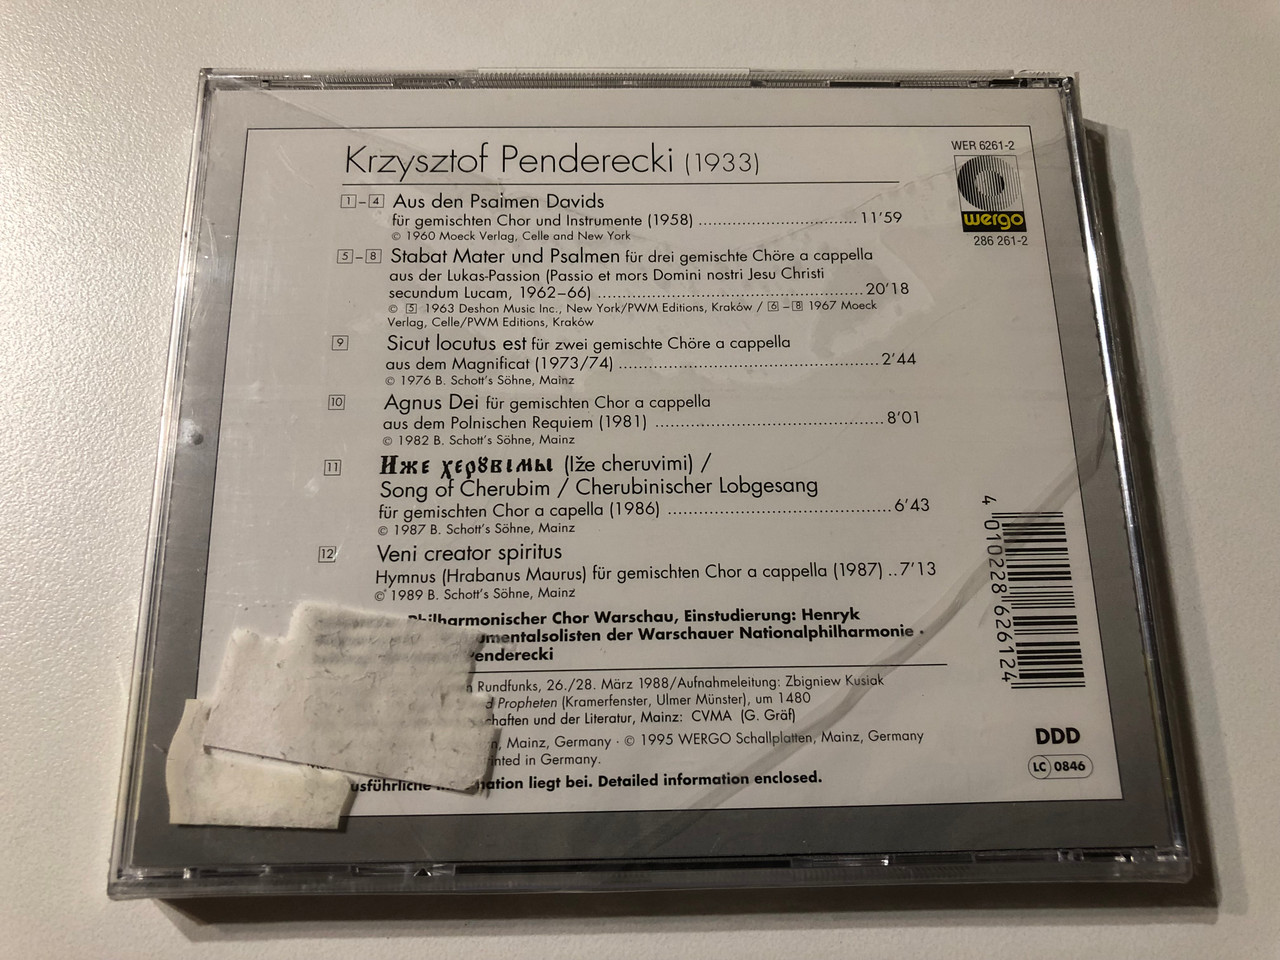 Krzysztof Penderecki (1933)
WER 6261-2
wergo
286 261-2
1 – 4 Aus den Psalmen Davids
für gemischten Chor und Instrumente (1958) ................................ 11'59
© 1960 Moeck Verlag, Celle and New York
5 – 8 Stabat Mater und Psalmen für drei gemischte Chöre a cappella
aus der Lukas-Passion (Passio et mors Domini nostri Jesu Christi
secundum Lucam, 1962–66) ..................................................... 20'18
© 5 1963 Deshon Music Inc., New York/PWM Editions, Kraków / 6 – 8 1967 Moeck
Verlag, Celle/PWM Editions, Kraków
9 Sicut locutus est für zwei gemischte Chöre a cappella
aus dem Magnificat (1973/74) .................................................... 2'44
© 1976 B. Schott's Söhne, Mainz
10 Agnus Dei für gemischten Chor a cappella
aus dem Polnischen Requiem (1981) ............................................. 8'01
© 1982 B. Schott's Söhne, Mainz
11 Иже херꙋвімы (Iže cheruvimi) /
Song of Cherubim / Cherubinischer Lobgesang
für gemischten Chor a capella (1986) ............................................ 6'43
© 1987 B. Schott's Söhne, Mainz
12 Veni creator spiritus
Hymnus (Hrabanus Maurus) für gemischten Chor a cappella (1987) ..7'13
© 1989 B. Schott's Söhne, Mainz
Philharmonischer Chor Warschau, Einstudierung: Henryk
umentalsolisten der Warschauer Nationalphilharmonie ·
enderecki
n Rundfunks, 26./28. März 1988/Aufnahmeleitung: Zbigniew Kusiak
d Propheten (Kramerfenster, Ulmer Münster), um 1480
chaften und der Literatur, Mainz: CVMA (G. Gräf)
n, Mainz, Germany · © 1995 WERGO Schallplatten, Mainz, Germany
rinted in Germany.
usführliche ation liegt bei. Detailed information enclosed.
4 010228 626124
DDD
LC 0846